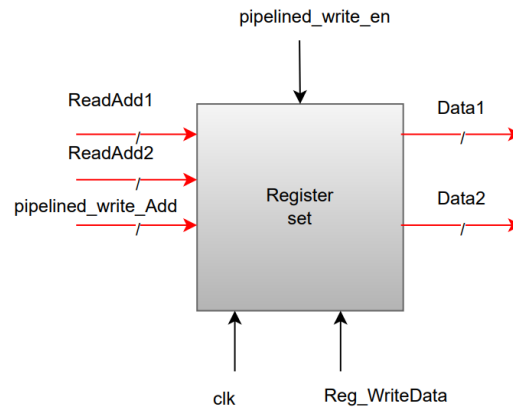 pipelined_write_en
ReadAdd1
Data1
ReadAdd2
pipelined_write_Add
Data2
Register
set
clk
Reg_WriteData